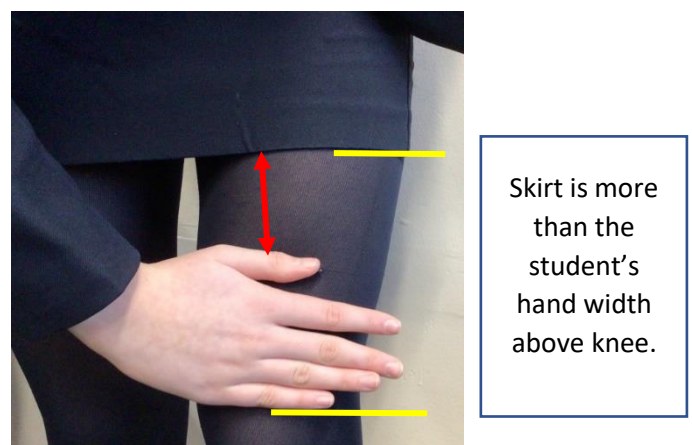 Skirt is more
than the
student’s
hand width
above knee.